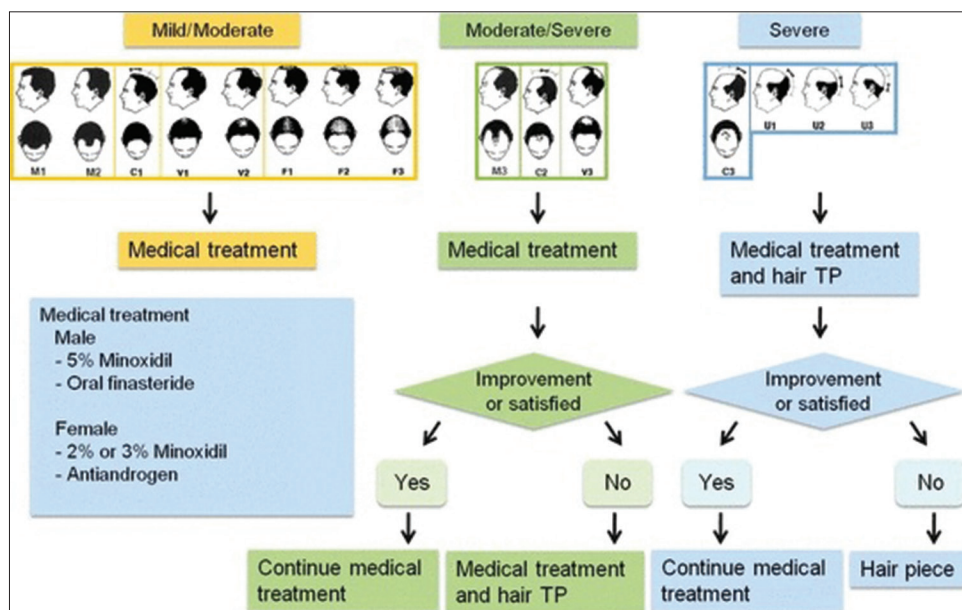 Mild/Moderate
Moderate/Severe
Severe
M1 M2 C1 V1 V2 F1 F2 F3
M3 C2 V3
U1 U2 U3
C3
Medical treatment
Medical treatment
Medical treatment
and hair TP
Medical treatment
Male
- 5% Minoxidil
- Oral finasteride
Female
- 2% or 3% Minoxidil
- Antiandrogen
Improvement
or satisfied
Improvement
or satisfied
Yes
No
Yes
No
Continue medical
treatment
Medical treatment
and hair TP
Continue medical
treatment
Hair piece